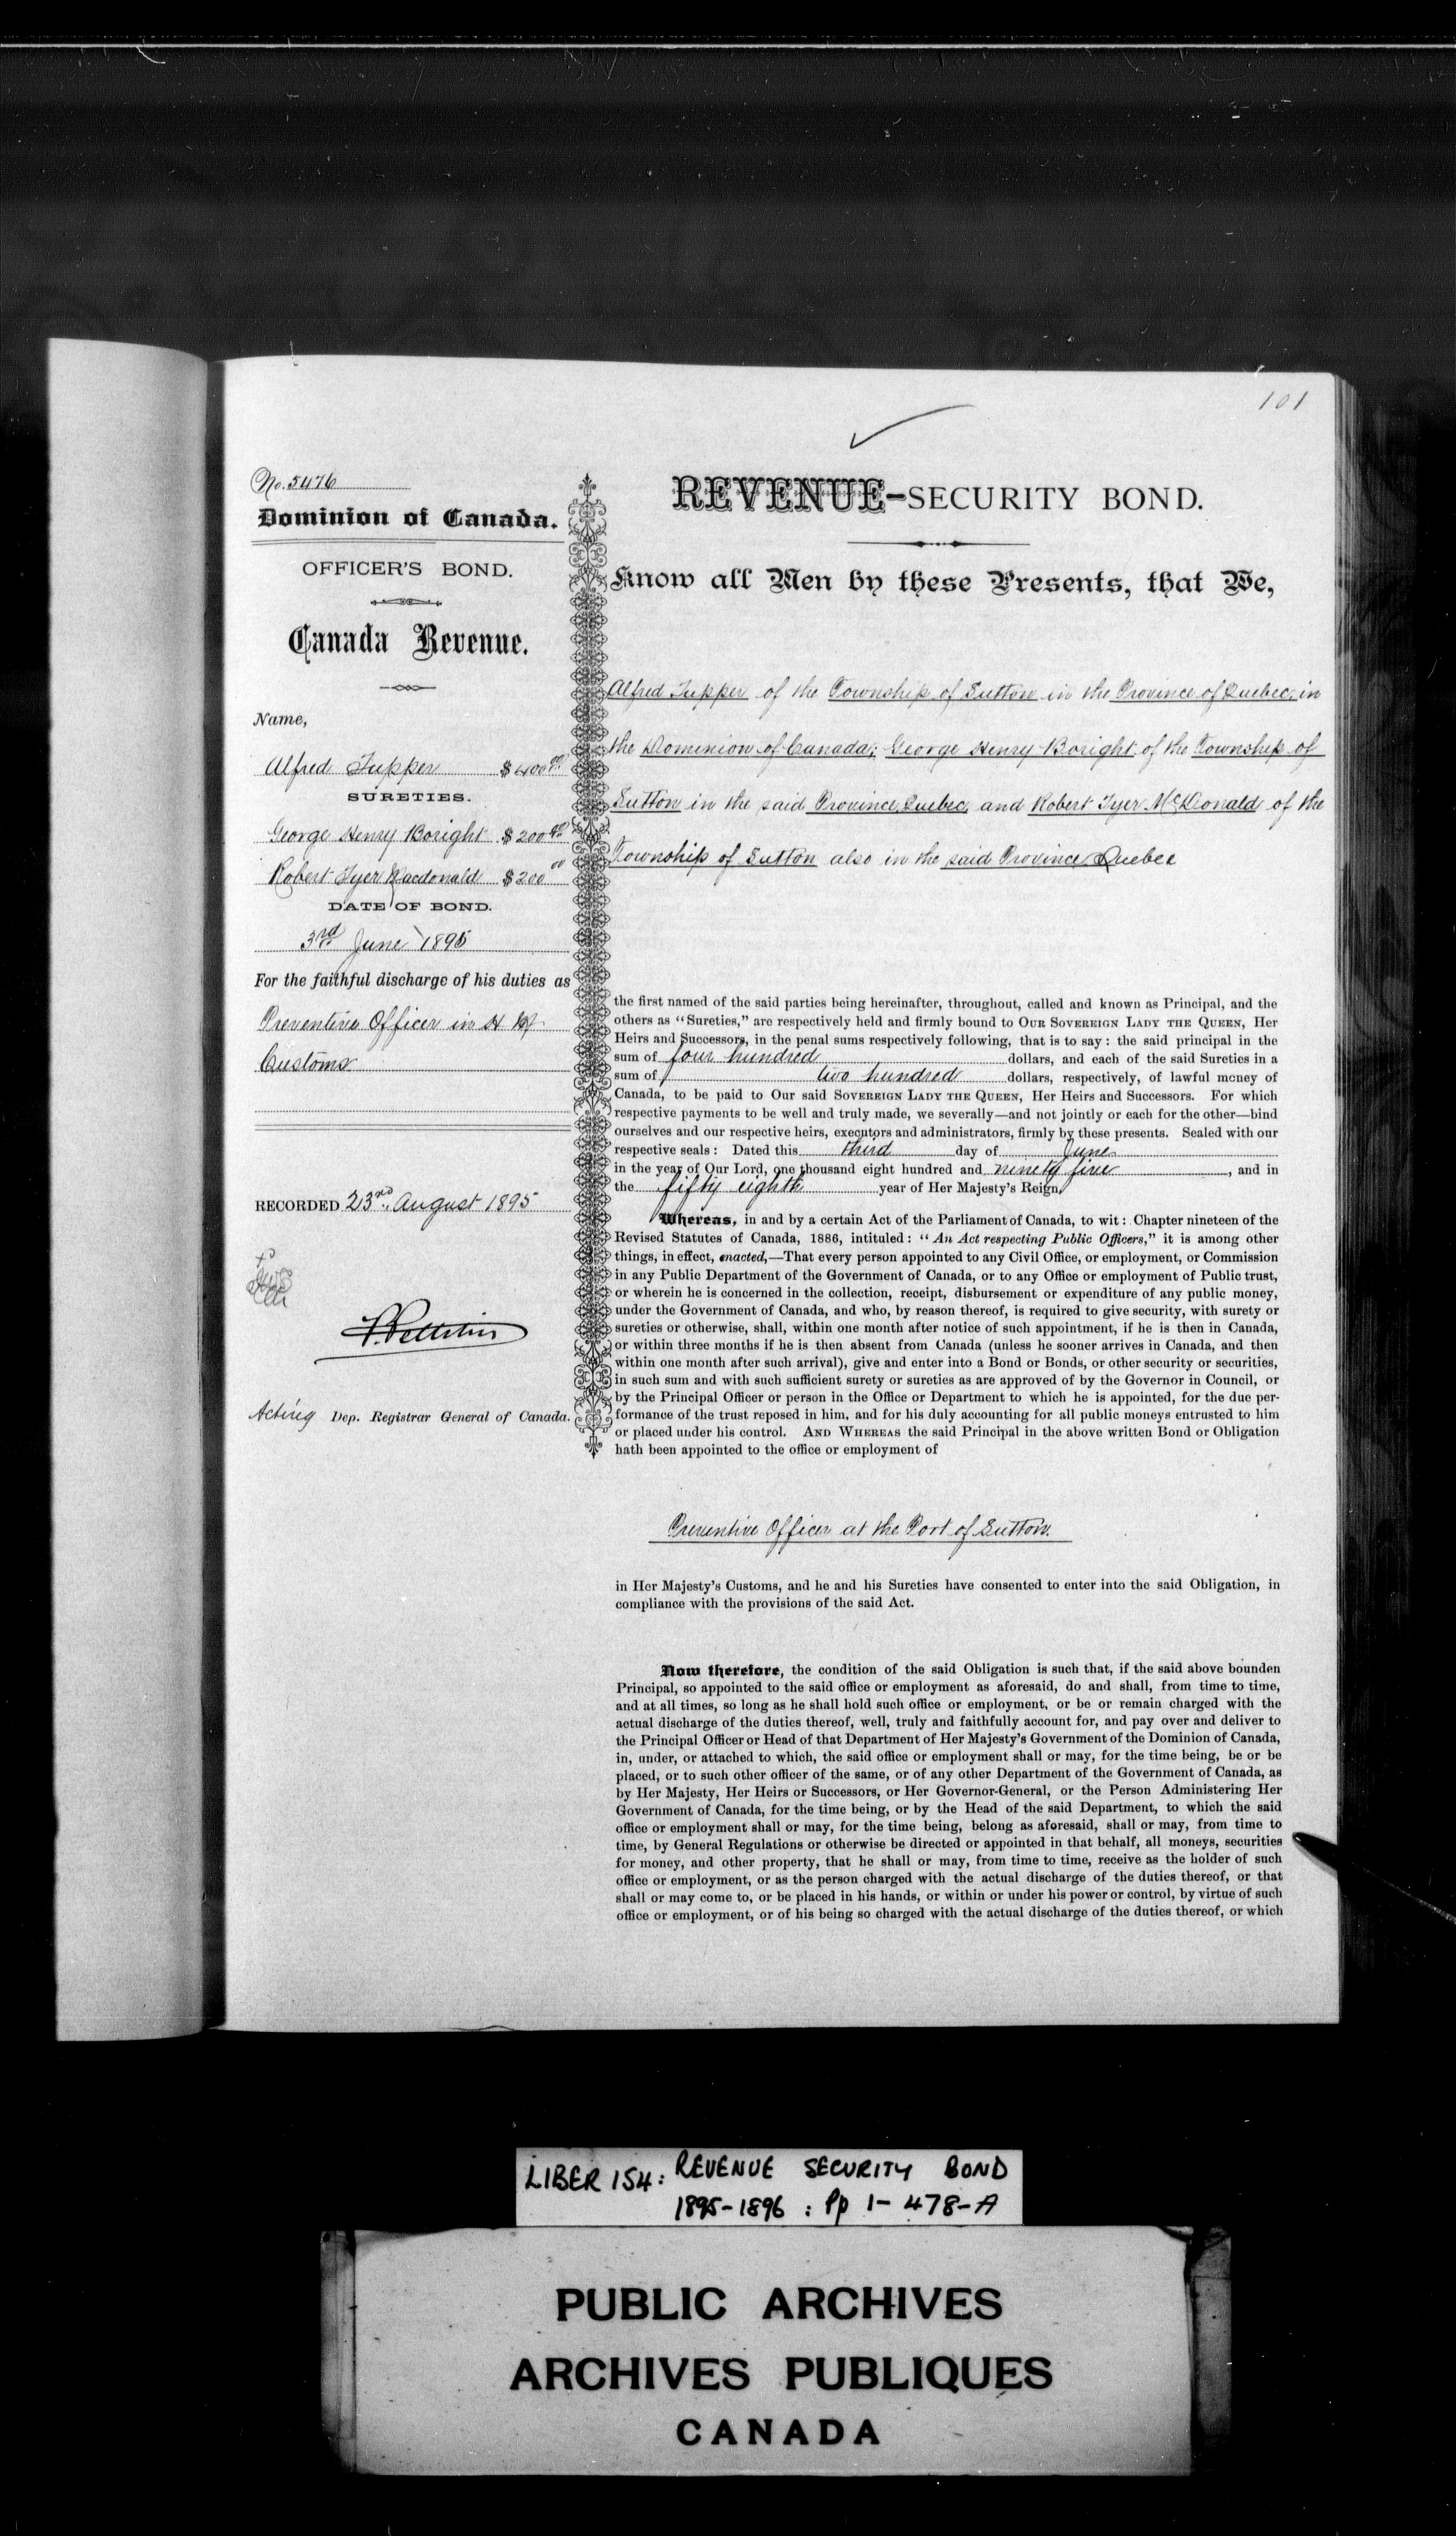 101
No. 5476
Dominion of Canada.
OFFICER'S BOND.
Canada Revenue.
Name,
Alfred Tupper $400.00
SURETIES.
George Henry Boright $200.00
Robert Tyer Macdonald $200.00
DATE OF BOND.
3rd June 1895
For the faithful discharge of his duties as
Preventive Officer in H. M.
Customs
RECORDED 23rd. August 1895
Acting Dep. Registrar General of Canada.
REVENUE-SECURITY BOND.
Know all Men by these Presents, that We,
Alfred Tupper of the Township of Sutton in the Province of Quebec, in
the Dominion of Canada; George Henry Boright of the Township of
Sutton in the said Province Quebec, and Robert Tyer McDonald of the
Township of Sutton also in the said Province Quebec
the first named of the said parties being hereinafter, throughout, called and known as Principal, and the
others as "Sureties," are respectively held and firmly bound to OUR SOVEREIGN LADY THE QUEEN, Her
Heirs and Successors, in the penal sums respectively following, that is to say: the said principal in the
sum of four hundred dollars, and each of the said Sureties in a
sum of two hundred dollars, respectively, of lawful money of
Canada, to be paid to Our said SOVEREIGN LADY THE QUEEN, Her Heirs and Successors. For which
respective payments to be well and truly made, we severally—and not jointly or each for the other—bind
ourselves and our respective heirs, executors and administrators, firmly by these presents. Sealed with our
respective seals: Dated this third day of June
in the year of Our Lord, one thousand eight hundred and ninety five, and in
the fifty eighth year of Her Majesty's Reign,
Whereas, in and by a certain Act of the Parliament of Canada, to wit: Chapter nineteen of the
Revised Statutes of Canada, 1886, intituled: "An Act respecting Public Officers," it is among other
things, in effect, enacted,—That every person appointed to any Civil Office, or employment, or Commission
in any Public Department of the Government of Canada, or to any Office or employment of Public trust,
or wherein he is concerned in the collection, receipt, disbursement or expenditure of any public money,
under the Government of Canada, and who, by reason thereof, is required to give security, with surety or
sureties or otherwise, shall, within one month after notice of such appointment, if he is then in Canada,
or within three months if he is then absent from Canada (unless he sooner arrives in Canada, and then
within one month after such arrival), give and enter into a Bond or Bonds, or other security or securities,
in such sum and with such sufficient surety or sureties as are approved of by the Governor in Council, or
by the Principal Officer or person in the Office or Department to which he is appointed, for the due per-
formance of the trust reposed in him, and for his duly accounting for all public moneys entrusted to him
or placed under his control. AND WHEREAS the said Principal in the above written Bond or Obligation
hath been appointed to the office or employment of
Preventive Officer at the Port of Sutton.
in Her Majesty's Customs, and he and his Sureties have consented to enter into the said Obligation, in
compliance with the provisions of the said Act.
Now therefore, the condition of the said Obligation is such that, if the said above bounden
Principal, so appointed to the said office or employment as aforesaid, do and shall, from time to time,
and at all times, so long as he shall hold such office or employment, or be or remain charged with the
actual discharge of the duties thereof, well, truly and faithfully account for, and pay over and deliver to
the Principal Officer or Head of that Department of Her Majesty's Government of the Dominion of Canada,
in, under, or attached to which, the said office or employment shall or may, for the time being, be or be
placed, or to such other officer of the same, or of any other Department of the Government of Canada, as
by Her Majesty, Her Heirs or Successors, or Her Governor-General, or the Person Administering Her
Government of Canada, for the time being, or by the Head of the said Department, to which the said
office or employment shall or may, for the time being, belong as aforesaid, shall or may, from time to
time, by General Regulations or otherwise be directed or appointed in that behalf, all moneys, securities
for money, and other property, that he shall or may, from time to time, receive as the holder of such
office or employment, or as the person charged with the actual discharge of the duties thereof, or that
shall or may come to, or be placed in his hands, or within or under his power or control, by virtue of such
office or employment, or of his being so charged with the actual discharge of the duties thereof, or which
LIBER 154: REVENUE SECURITY BOND
1895-1896 : Pp 1- 478-A
PUBLIC ARCHIVES
ARCHIVES PUBLIQUES
CANADA